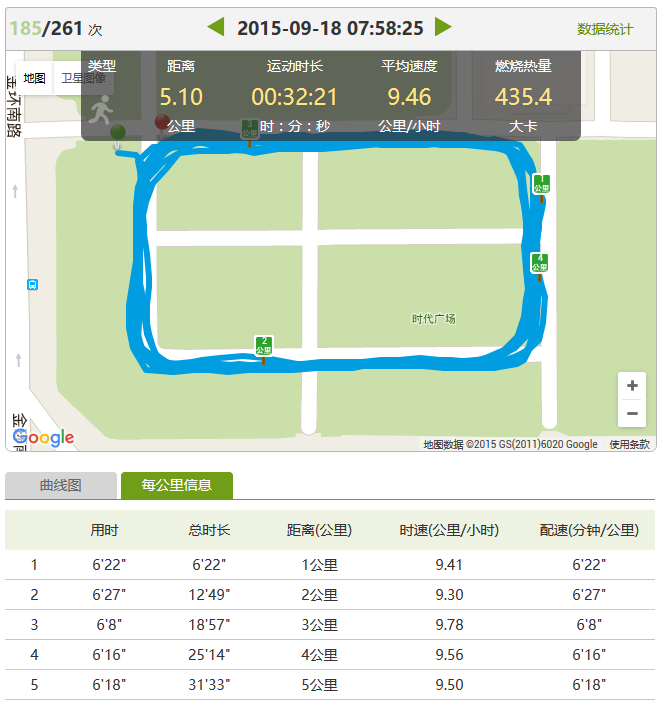 185/261 次 2015-09-18 07:58:25 数据统计
地图 卫星图像
类型 距离 运动时长 平均速度 燃烧热量
5.10 00:32:21 9.46 435.4
公里 时：分：秒 公里/小时 大卡
金环南路
3 公里
1 公里
4 公里
时代广场
2 公里
+
−
Google
地图数据 ©2015 GS(2011)6020 Google 使用条款
曲线图 每公里信息
用时 总时长 距离(公里) 时速(公里/小时) 配速(分钟/公里)
1 6'22" 6'22" 1公里 9.41 6'22"
2 6'27" 12'49" 2公里 9.30 6'27"
3 6'8" 18'57" 3公里 9.78 6'8"
4 6'16" 25'14" 4公里 9.56 6'16"
5 6'18" 31'33" 5公里 9.50 6'18"